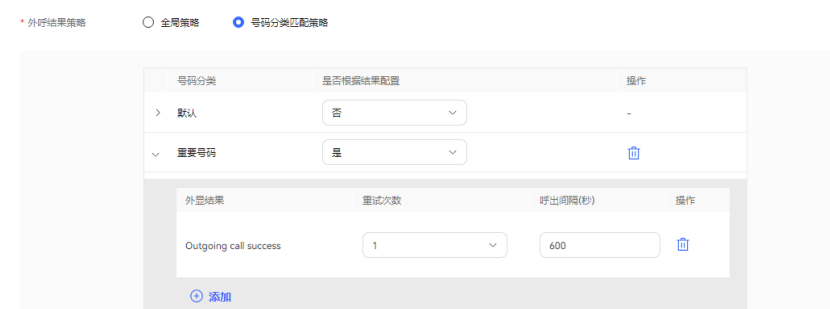 * 外呼结果策略 全局策略 号码分类匹配策略
号码分类 是否根据结果配置 操作
默认 否 -
重要号码 是
外显结果 重试次数 呼出间隔(秒) 操作
Outgoing call success 1 600
添加